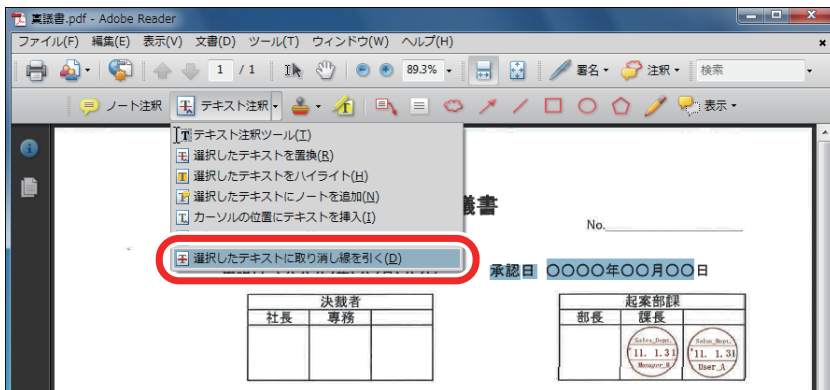 稟議書.pdf - Adobe Reader
ファイル(F) 編集(E) 表示(V) 文書(D) ツール(T) ウィンドウ(W) ヘルプ(H)
1 / 1 89.3% 署名 注釈 検索
ノート注釈 テキスト注釈 表示
テキスト注釈ツール(T)
選択したテキストを置換(R)
選択したテキストをハイライト(H)
選択したテキストにノートを追加(N)
カーソルの位置にテキストを挿入(I)
選択したテキストに取り消し線を引く(D)
議書
No.
承認日 〇〇〇〇年〇〇月〇〇日
決裁者
社長 専務
起案部課
部長 課長
Sales_Dept. '11. 1.31 Manager_B
Sales_Dept. '11. 1.31 User_A